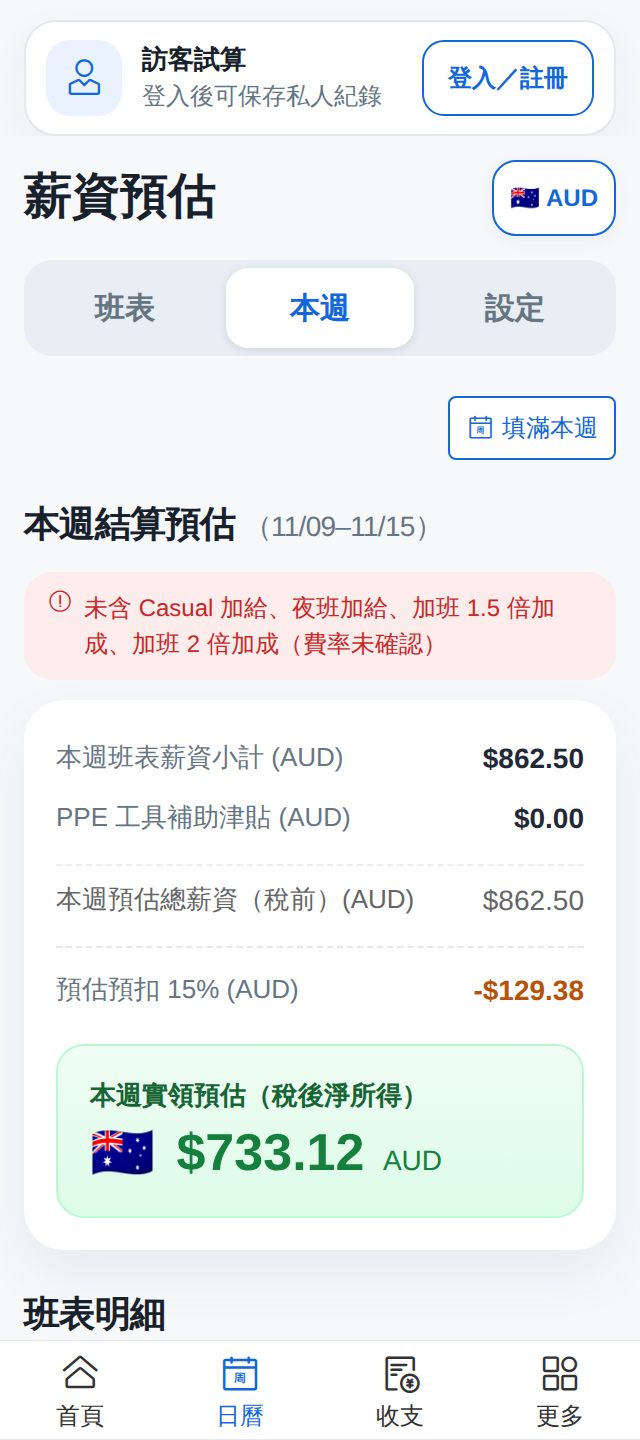 訪客試算
登入後可保存私人紀錄
登入／註冊
薪資預估
AUD
班表
本週
設定
周
填滿本週
本週結算預估（11/09–11/15）
未含 Casual 加給、夜班加給、加班 1.5 倍加
成、加班 2 倍加成（費率未確認）
本週班表薪資小計 (AUD)
$862.50
PPE 工具補助津貼 (AUD)
$0.00
本週預估總薪資（稅前）(AUD)
$862.50
預估預扣 15% (AUD)
-$129.38
本週實領預估（稅後淨所得）
$733.12 AUD
班表明細
首頁
周
日曆
¥
收支
更多